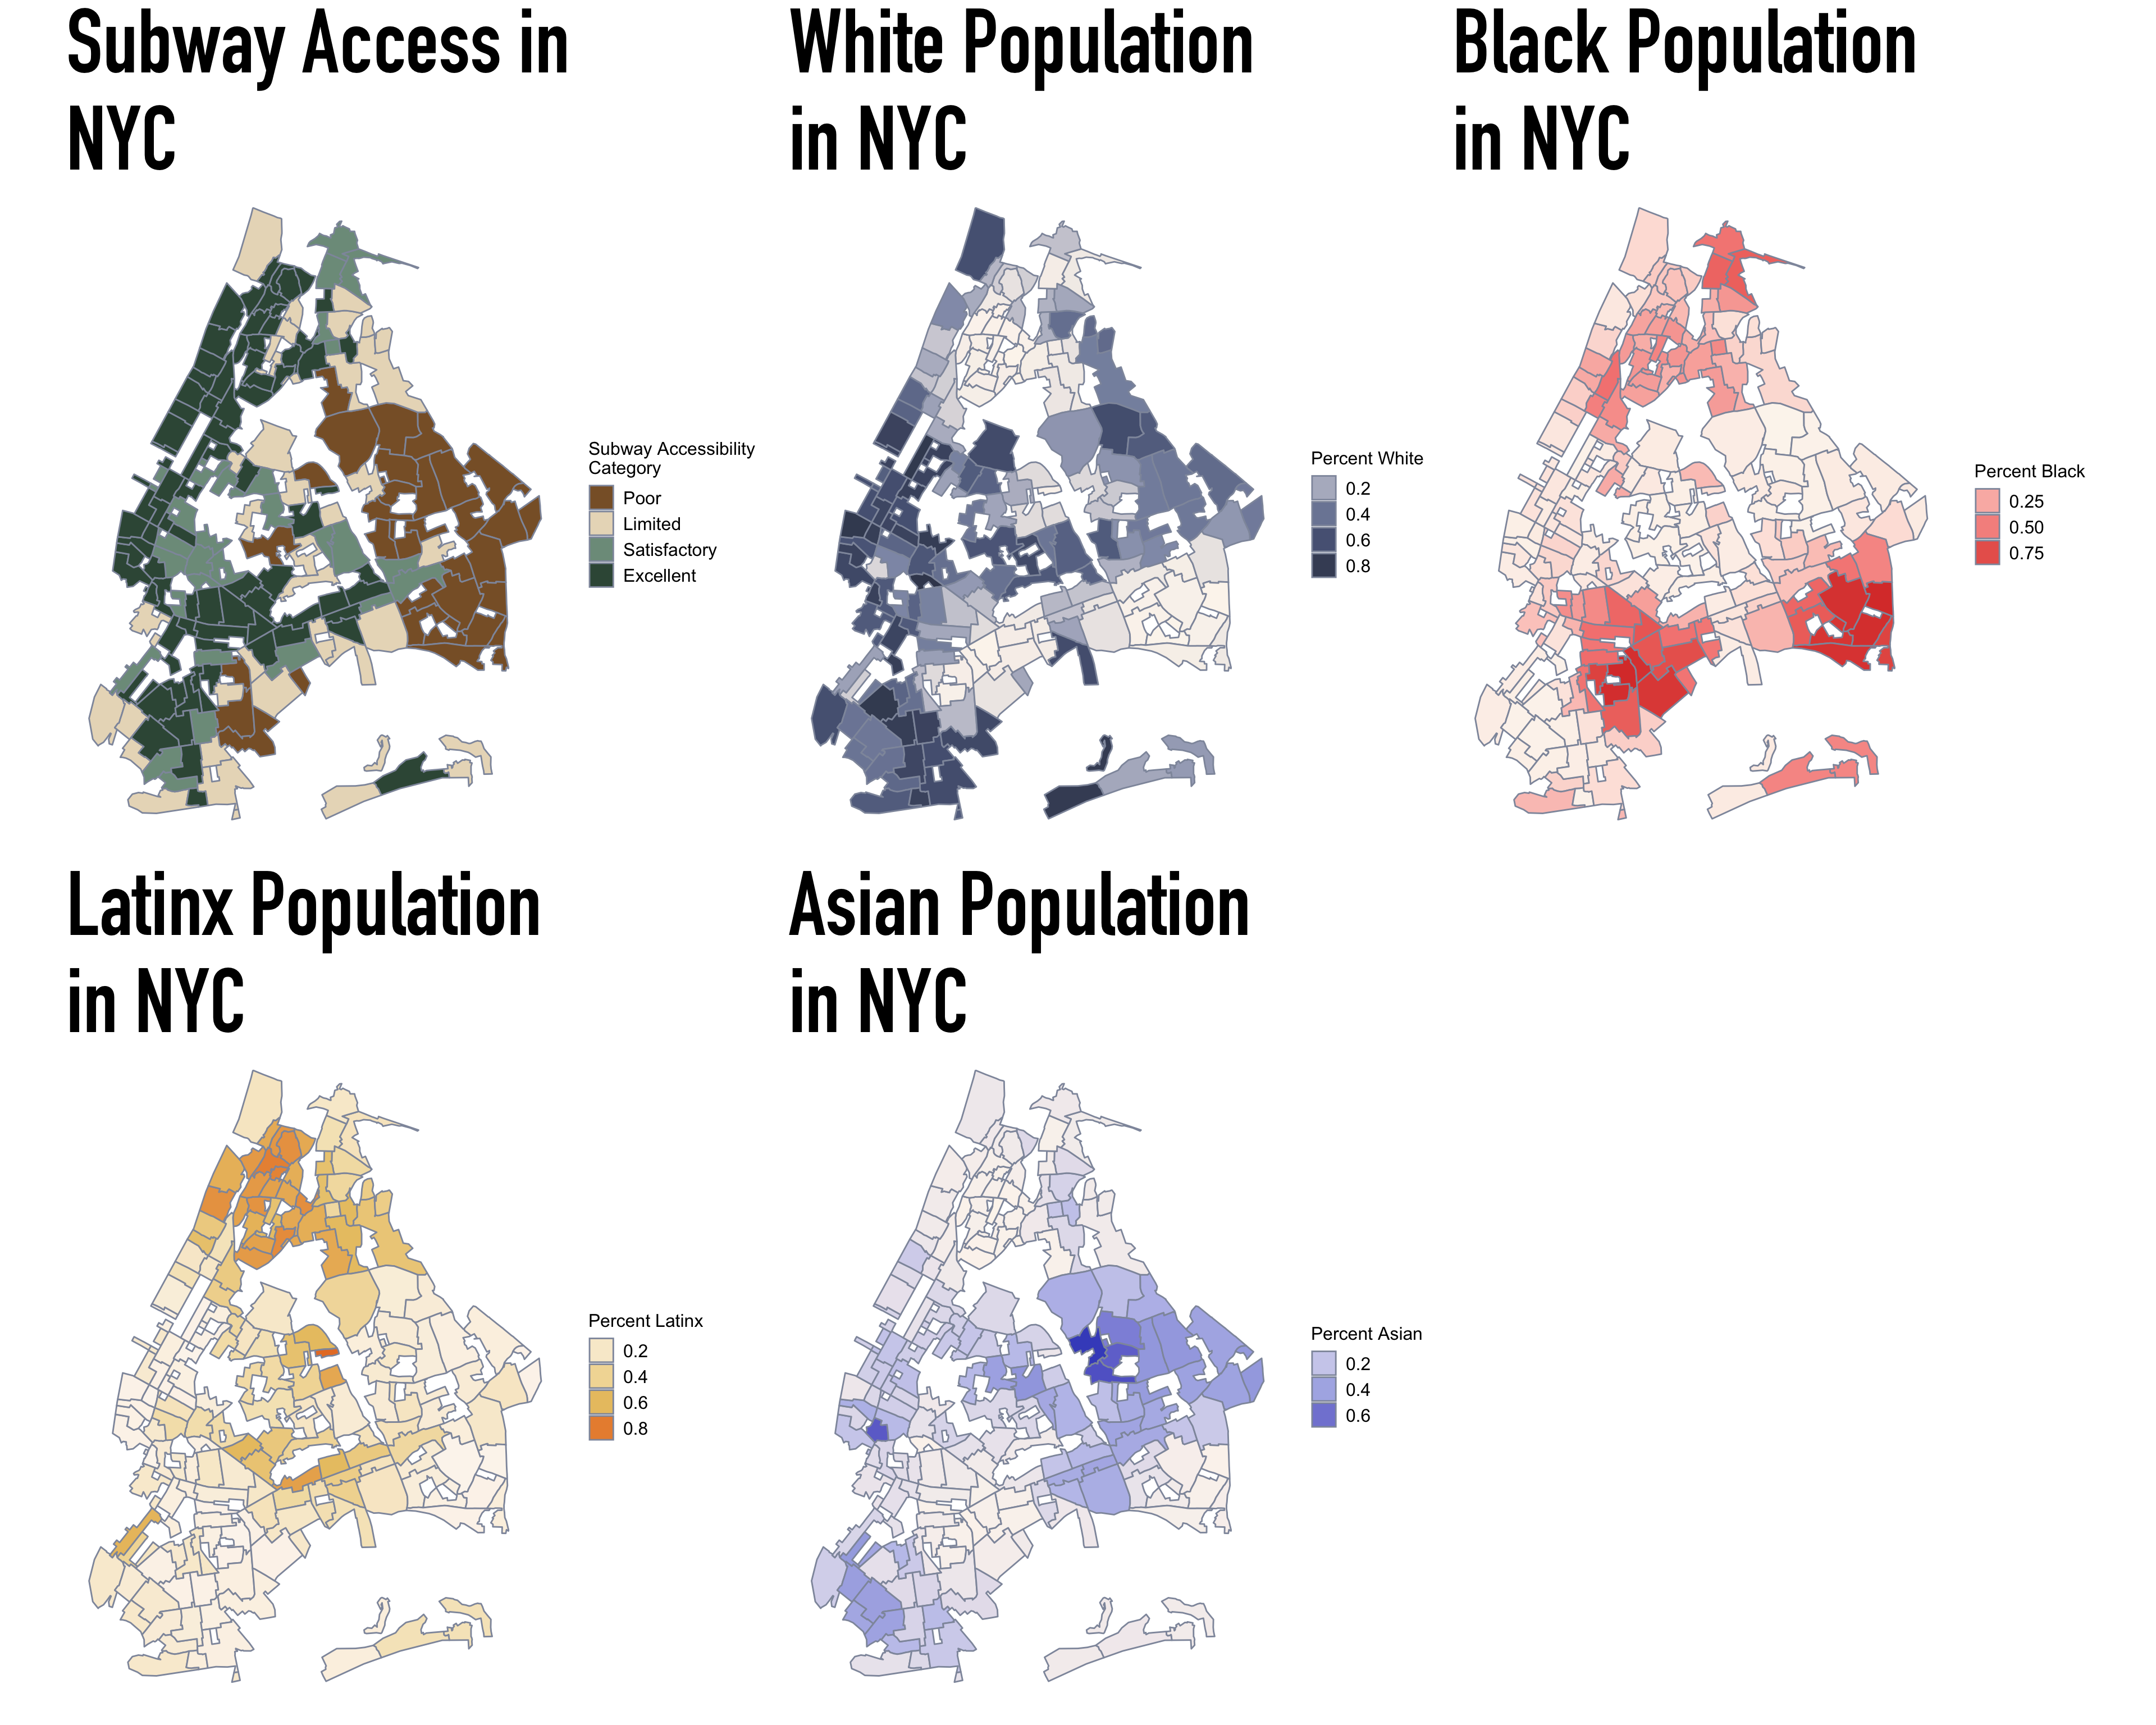 Subway Access in
NYC
Subway Accessibility
Category
Poor
Limited
Satisfactory
Excellent
White Population
in NYC
Percent White
0.2
0.4
0.6
0.8
Black Population
in NYC
Percent Black
0.25
0.50
0.75
Latinx Population
in NYC
Percent Latinx
0.2
0.4
0.6
0.8
Asian Population
in NYC
Percent Asian
0.2
0.4
0.6